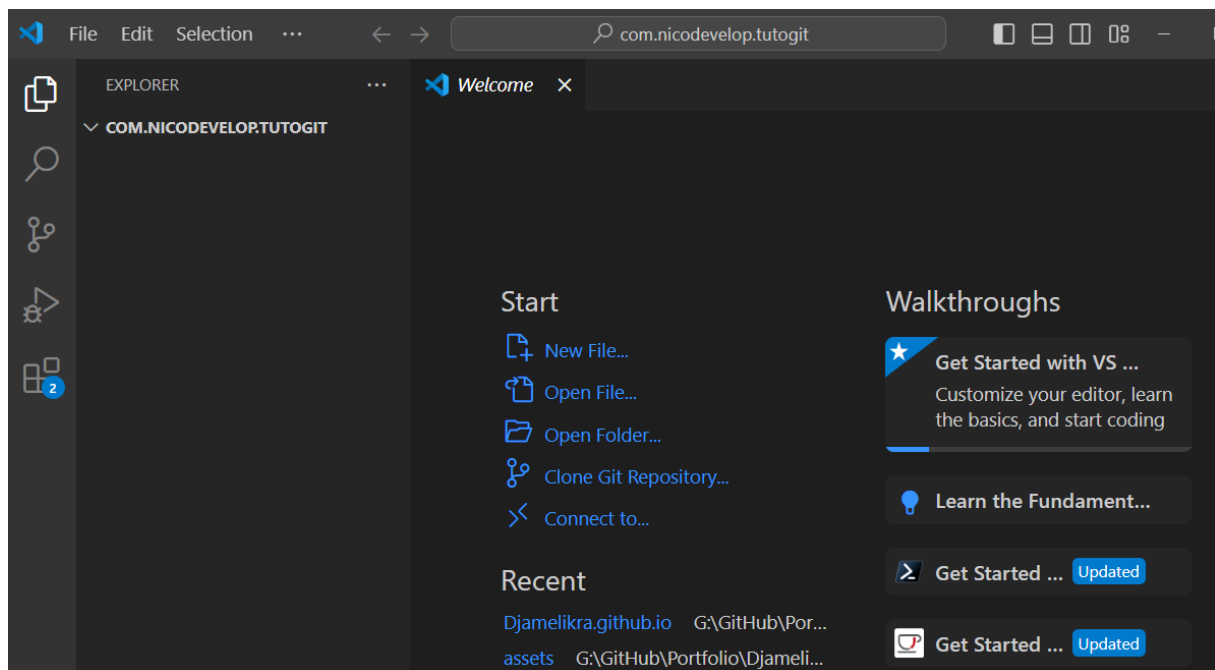 File Edit Selection ··· com.nicodevelop.tutogit
EXPLORER ···
Welcome
COM.NICODEVELOP.TUTOGIT
Start
New File...
Open File...
Open Folder...
Clone Git Repository...
Connect to...
Recent
Djamelikra.github.io G:\GitHub\Por...
assets G:\GitHub\Portfolio\Djameli...
Walkthroughs
Get Started with VS ...
Customize your editor, learn
the basics, and start coding
Learn the Fundament...
Get Started ... Updated
Get Started ... Updated
2